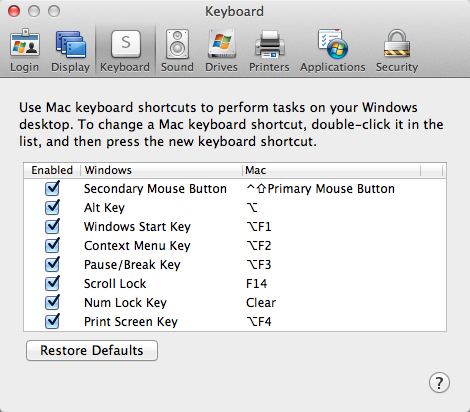 Keyboard
Login Display Keyboard Sound Drives Printers Applications Security
S
Use Mac keyboard shortcuts to perform tasks on your Windows
desktop. To change a Mac keyboard shortcut, double-click it in the
list, and then press the new keyboard shortcut.
Enabled Windows Mac
Secondary Mouse Button ^⇧Primary Mouse Button
Alt Key ⌥
Windows Start Key ⌥F1
Context Menu Key ⌥F2
Pause/Break Key ⌥F3
Scroll Lock F14
Num Lock Key Clear
Print Screen Key ⌥F4
Restore Defaults
?